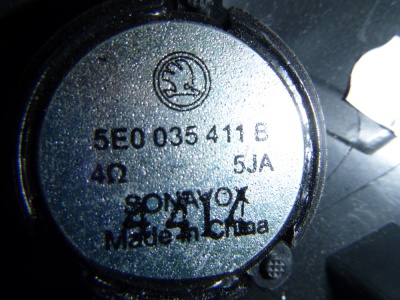 5E0 035 411 B
4Ω 5JA
SONAVOX
Made in China